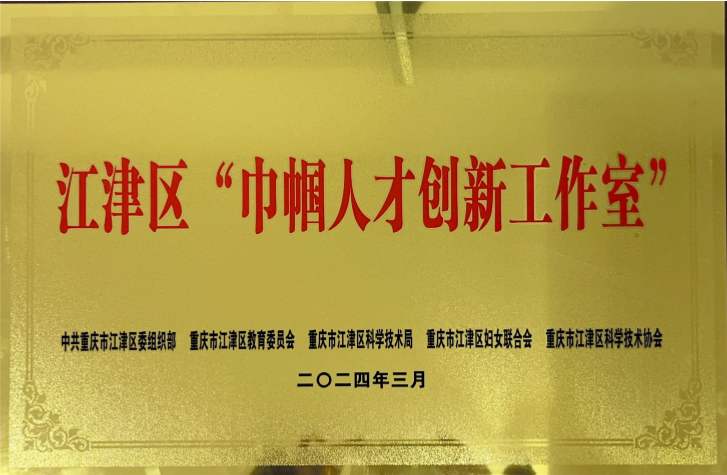 江津区“巾帼人才创新工作室”
中共重庆市江津区委组织部 重庆市江津区教育委员会 重庆市江津区科学技术局 重庆市江津区妇女联合会 重庆市江津区科学技术协会
二〇二四年三月